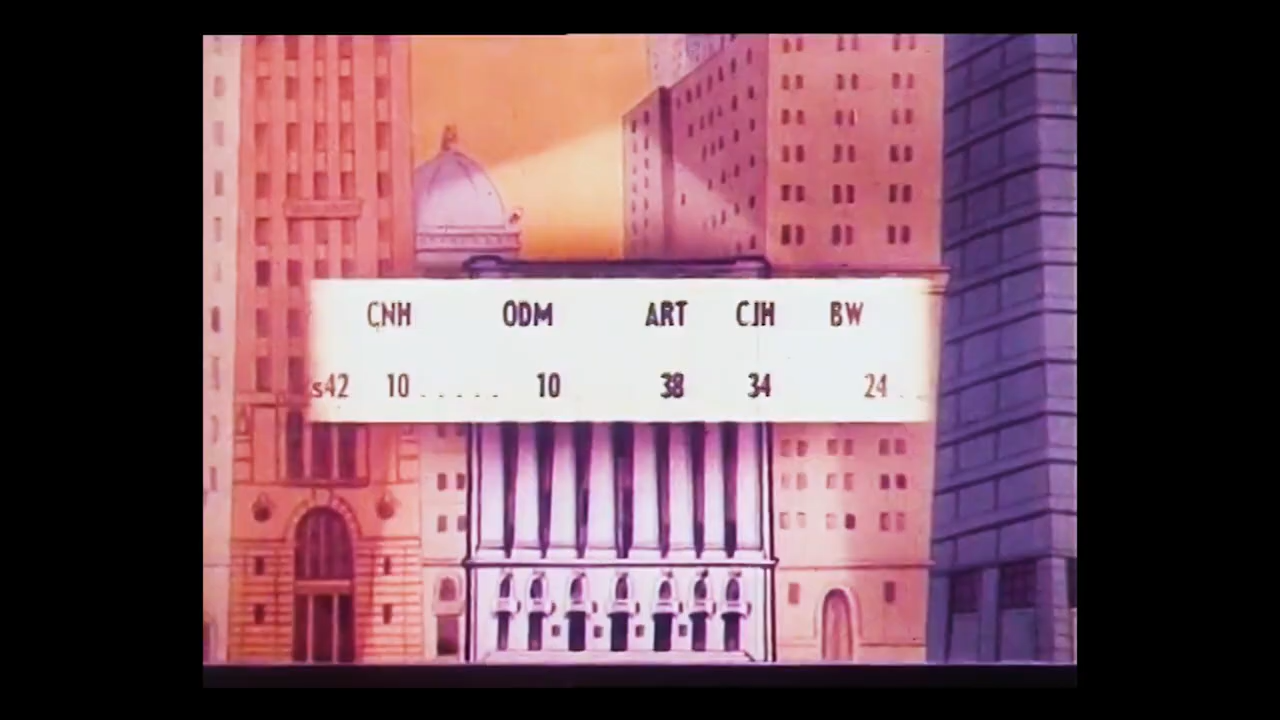 CNH ODM ART CJH BW
s42 10 . . . . . 10 38 34 24 . .